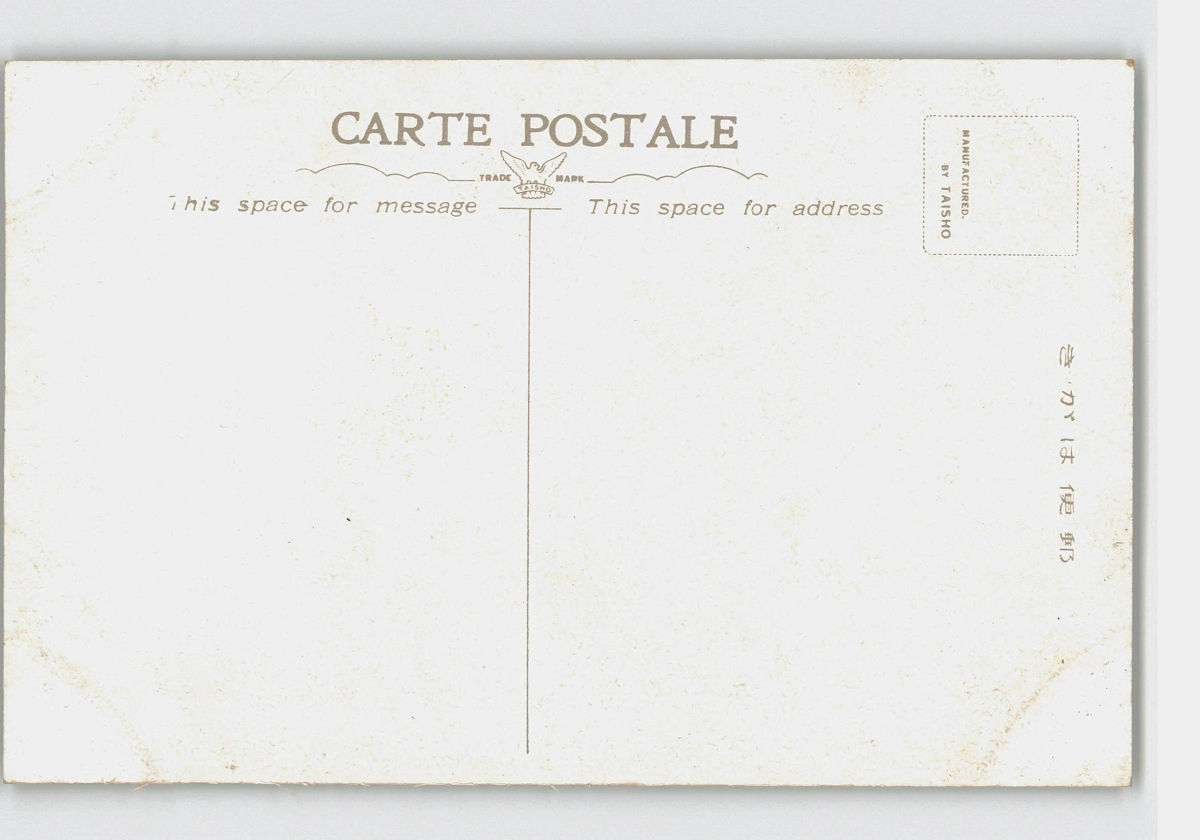 CARTE POSTALE
TRADE MARK
TAISHO
This space for message
This space for address
MANUFACTURED.
BY TAISHO
きがは便郵